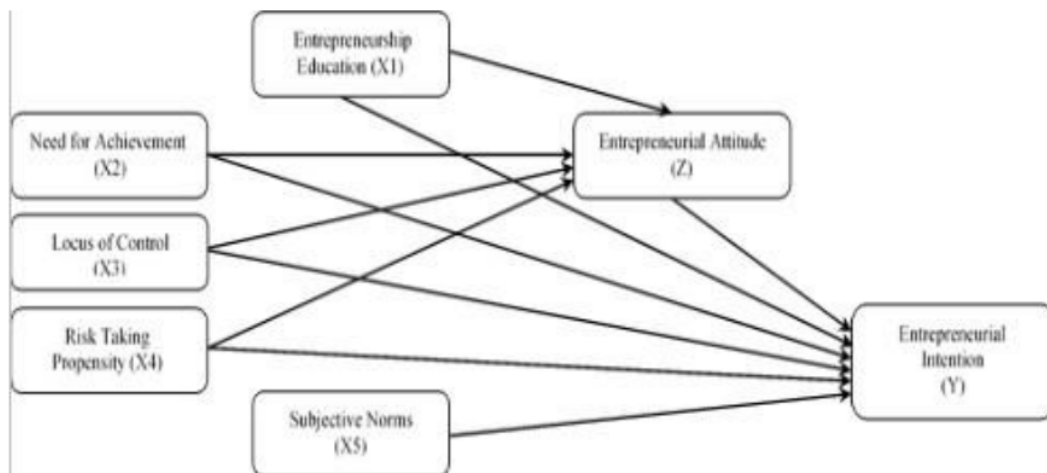 Entrepreneurship
Education (X1)
Need for Achievement
(X2)
Entrepreneurial Attitude
(Z)
Locus of Control
(X3)
Risk Taking
Propensity (X4)
Entrepreneurial
Intention
(Y)
Subjective Norms
(X5)